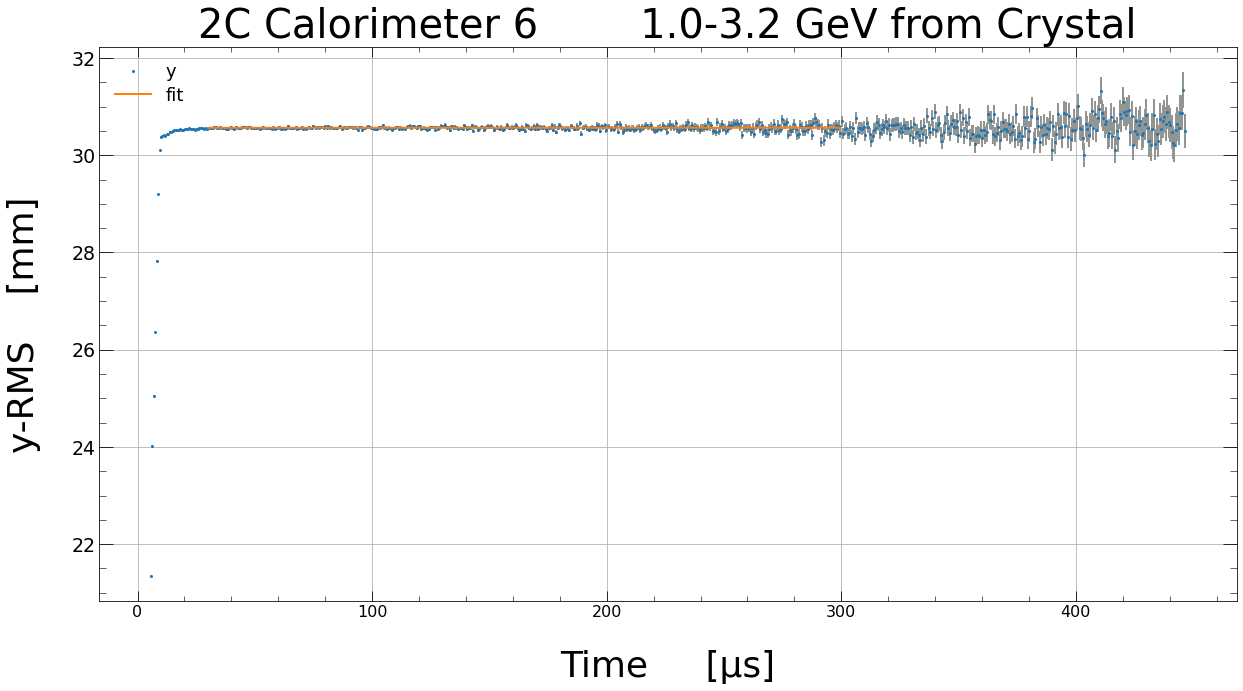 2C Calorimeter 6 1.0-3.2 GeV from Crystal
y
fit
y-RMS [mm]
32
30
28
26
24
22
0 100 200 300 400
Time [μs]